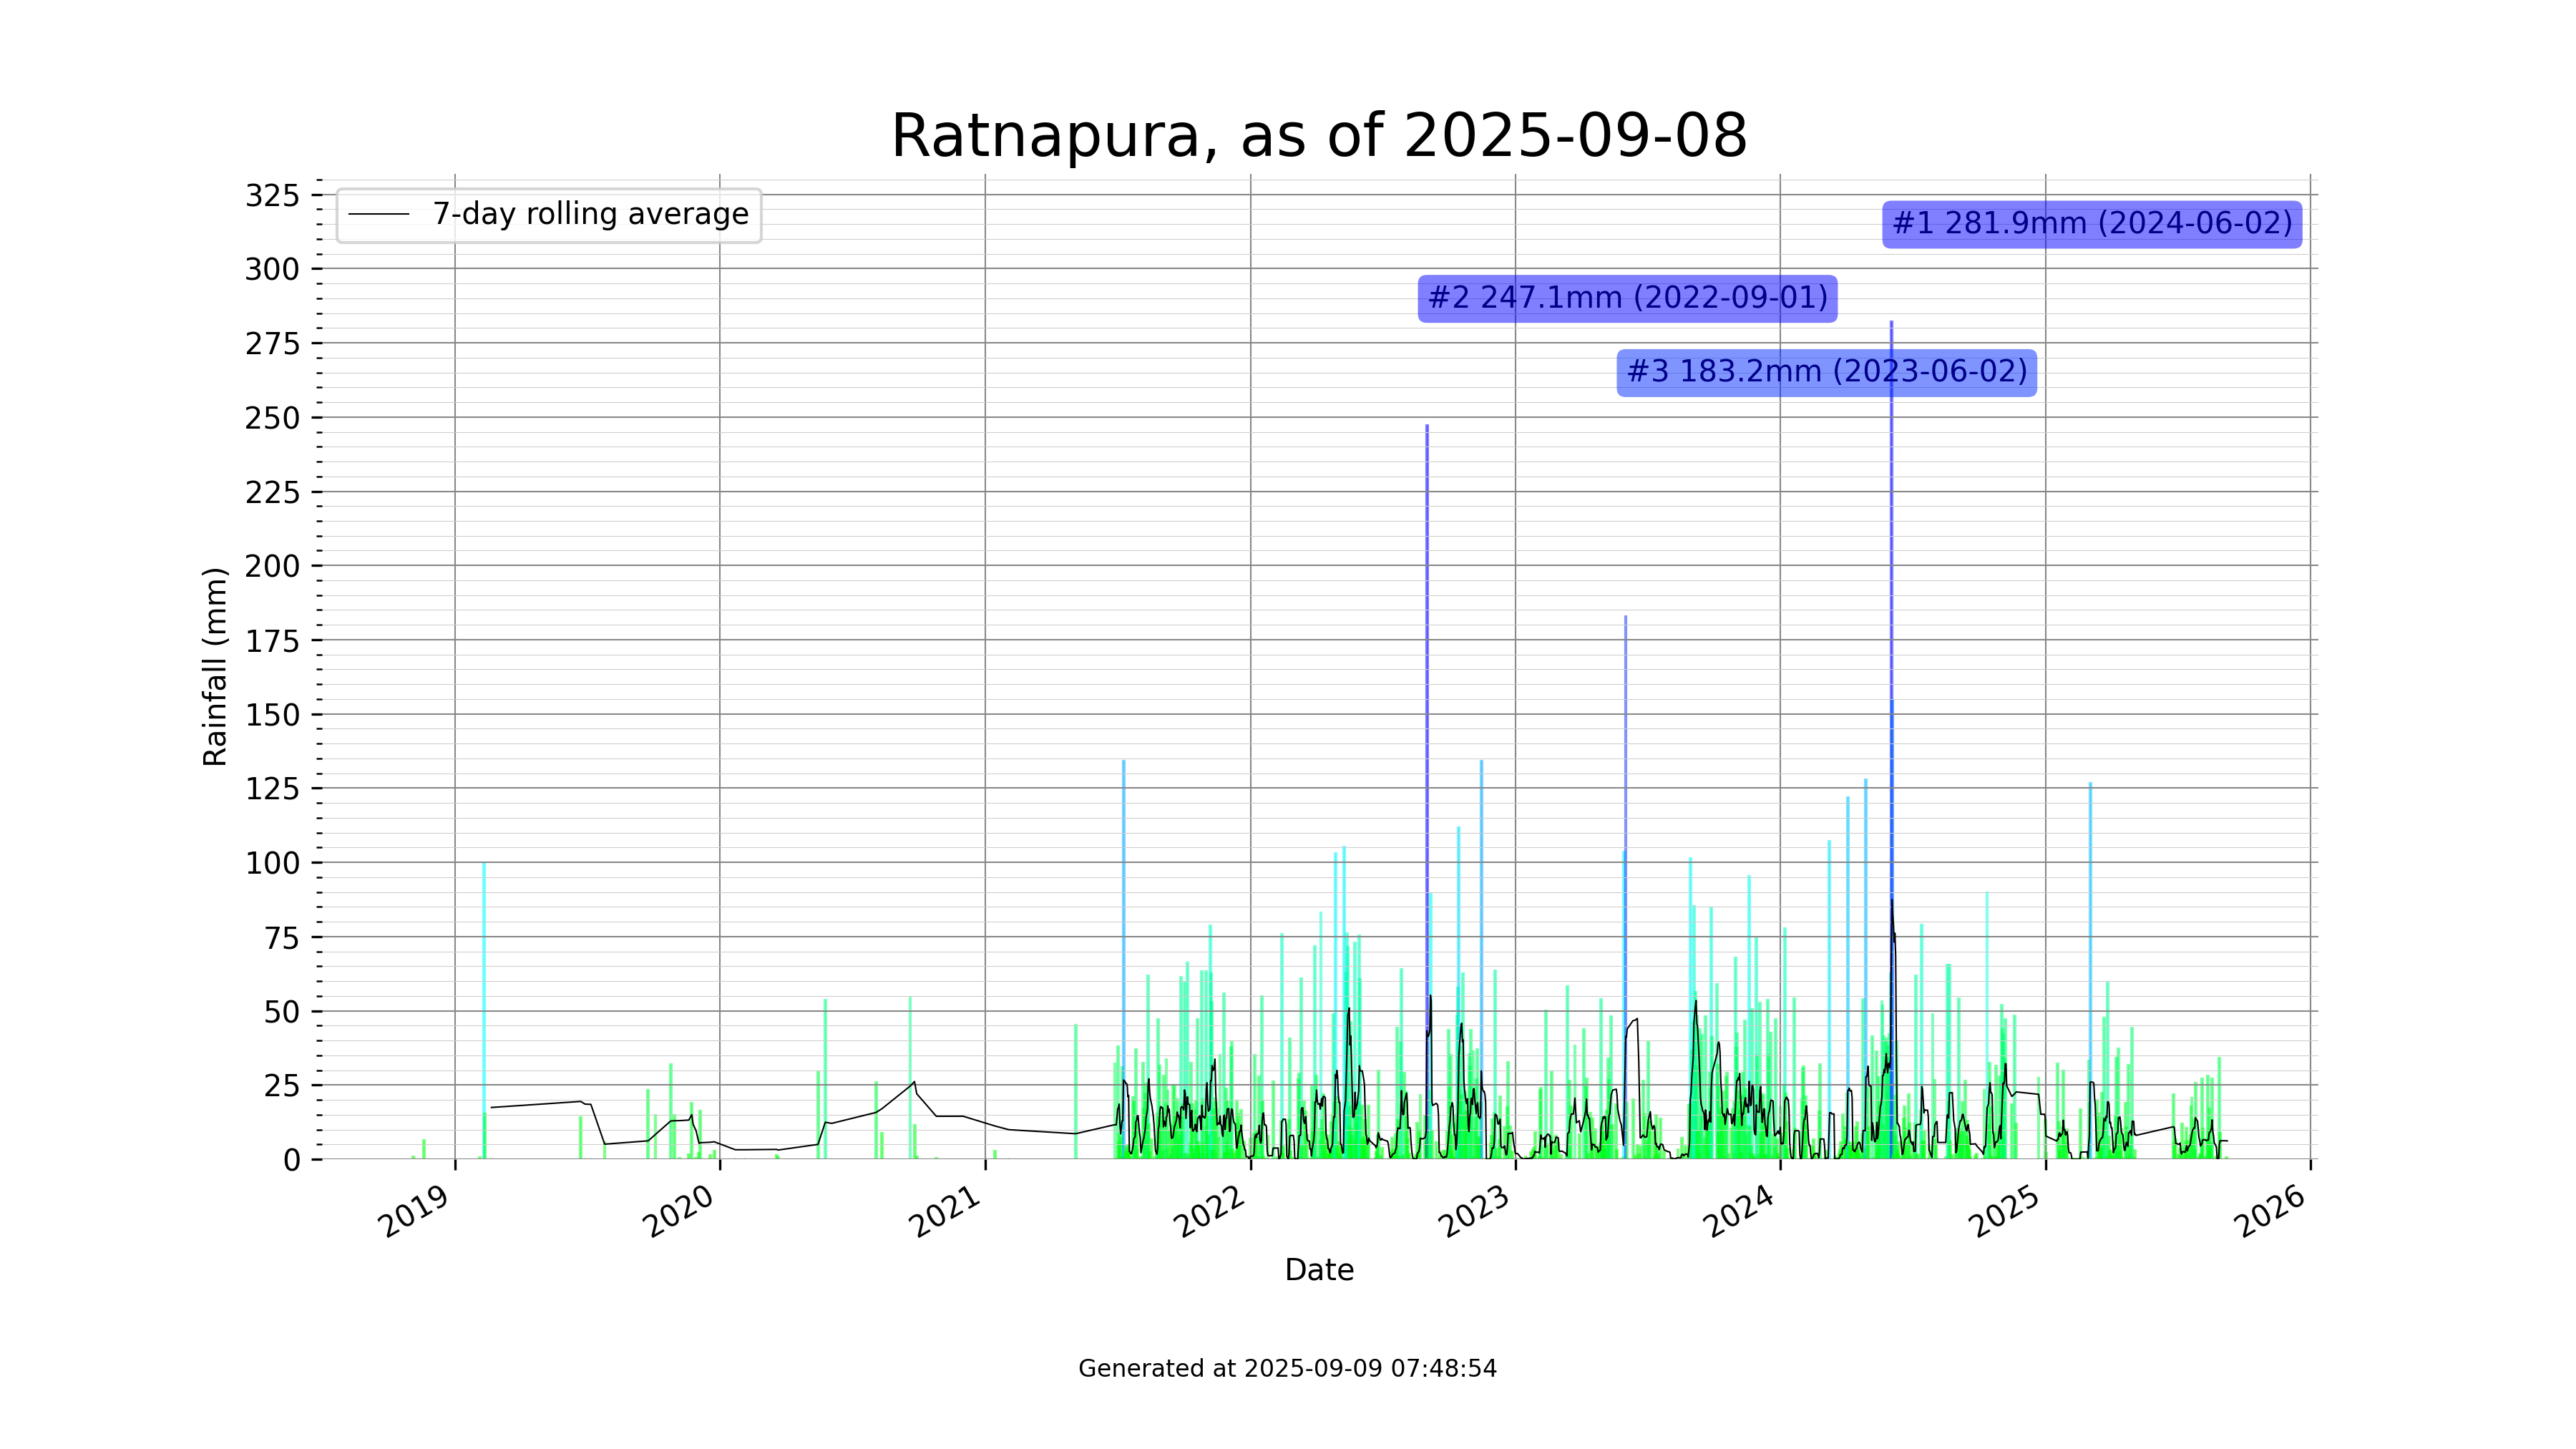 Ratnapura, as of 2025-09-08
7-day rolling average
#1 281.9mm (2024-06-02)
#2 247.1mm (2022-09-01)
#3 183.2mm (2023-06-02)
Rainfall (mm)
325
300
275
250
225
200
175
150
125
100
75
50
25
0
2019
2020
2021
2022
2023
2024
2025
2026
Date
Generated at 2025-09-09 07:48:54